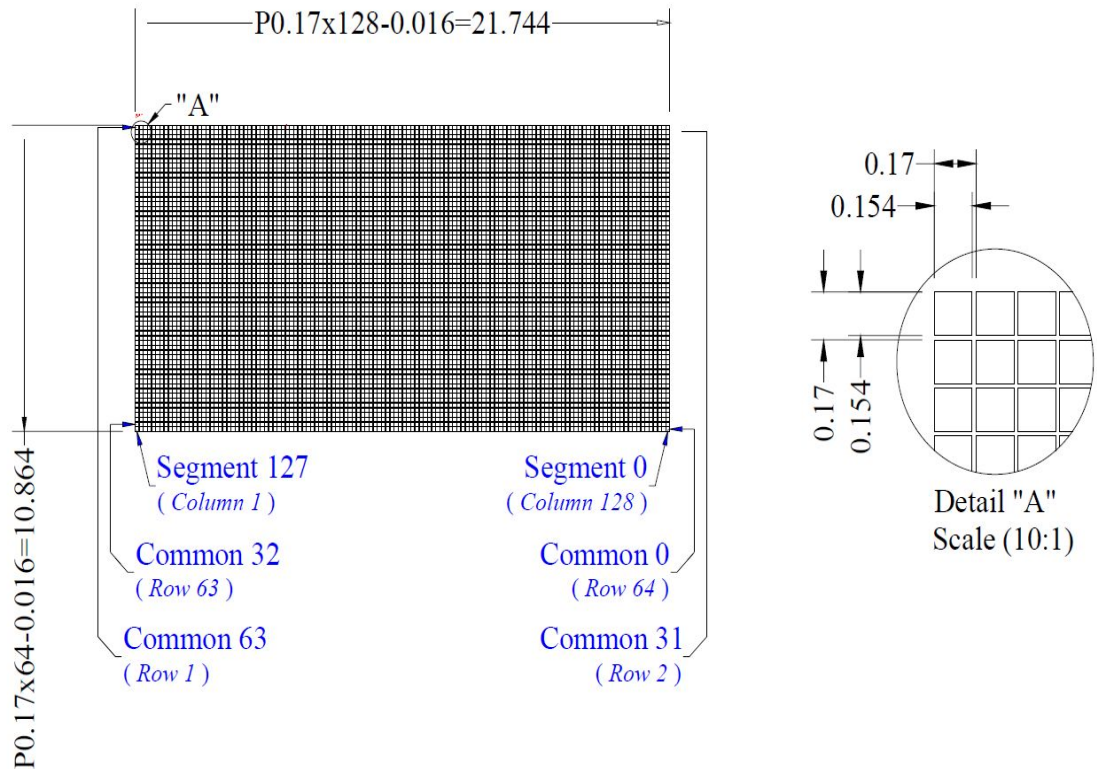 P0.17x128-0.016=21.744
"A"
P0.17x64-0.016=10.864
Segment 127
( Column 1 )
Segment 0
( Column 128 )
Common 32
( Row 63 )
Common 0
( Row 64 )
Common 63
( Row 1 )
Common 31
( Row 2 )
0.17
0.154
0.17
0.154
Detail "A"
Scale (10:1)